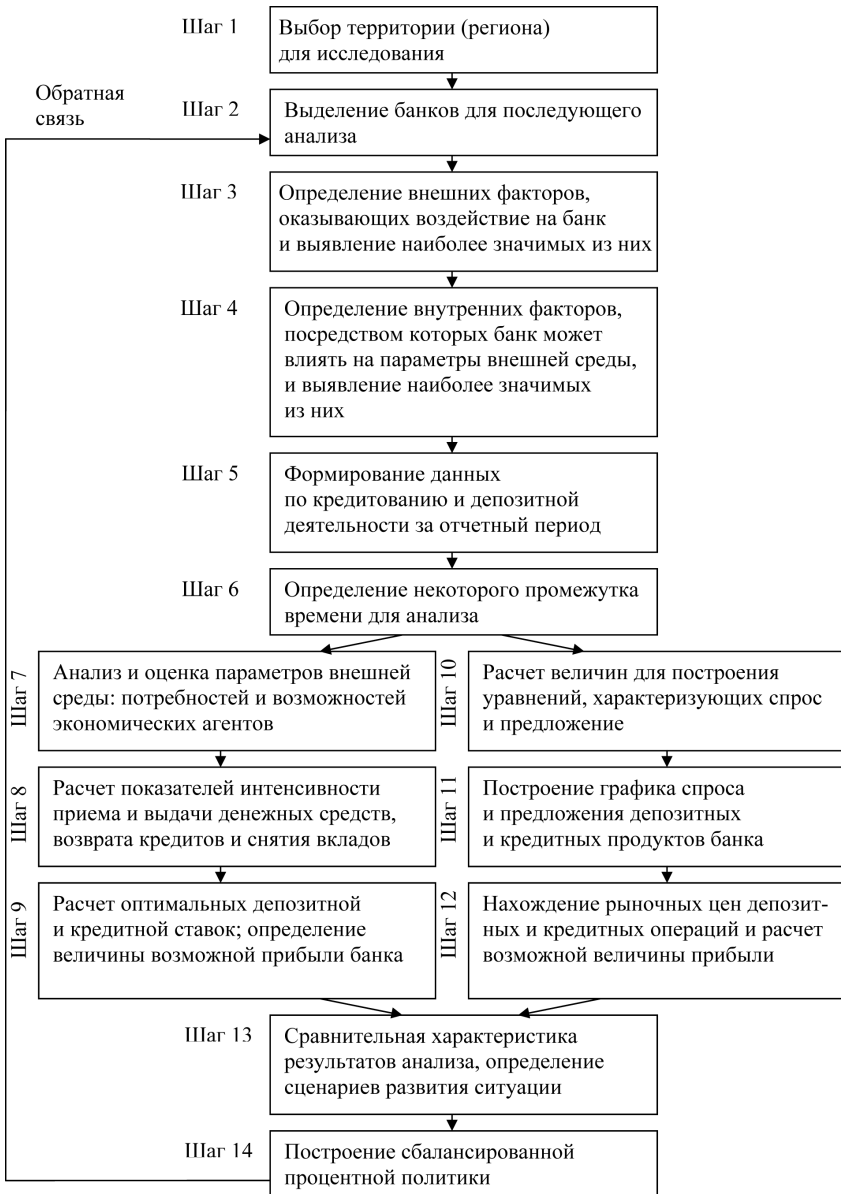 Шаг 1
Выбор территории (региона)
для исследования
Обратная
связь
Шаг 2
Выделение банков для последующего
анализа
Шаг 3
Определение внешних факторов,
оказывающих воздействие на банк
и выявление наиболее значимых из них
Шаг 4
Определение внутренних факторов,
посредством которых банк может
влиять на параметры внешней среды,
и выявление наиболее значимых
из них
Шаг 5
Формирование данных
по кредитованию и депозитной
деятельности за отчетный период
Шаг 6
Определение некоторого промежутка
времени для анализа
Шаг 7
Анализ и оценка параметров внешней
среды: потребностей и возможностей
экономических агентов
Шаг 8
Расчет показателей интенсивности
приема и выдачи денежных средств,
возврата кредитов и снятия вкладов
Шаг 9
Расчет оптимальных депозитной
и кредитной ставок; определение
величины возможной прибыли банка
Шаг 10
Расчет величин для построения
уравнений, характеризующих спрос
и предложение
Шаг 11
Построение графика спроса
и предложения депозитных
и кредитных продуктов банка
Шаг 12
Нахождение рыночных цен депозит-
ных и кредитных операций и расчет
возможной величины прибыли
Шаг 13
Сравнительная характеристика
результатов анализа, определение
сценариев развития ситуации
Шаг 14
Построение сбалансированной
процентной политики